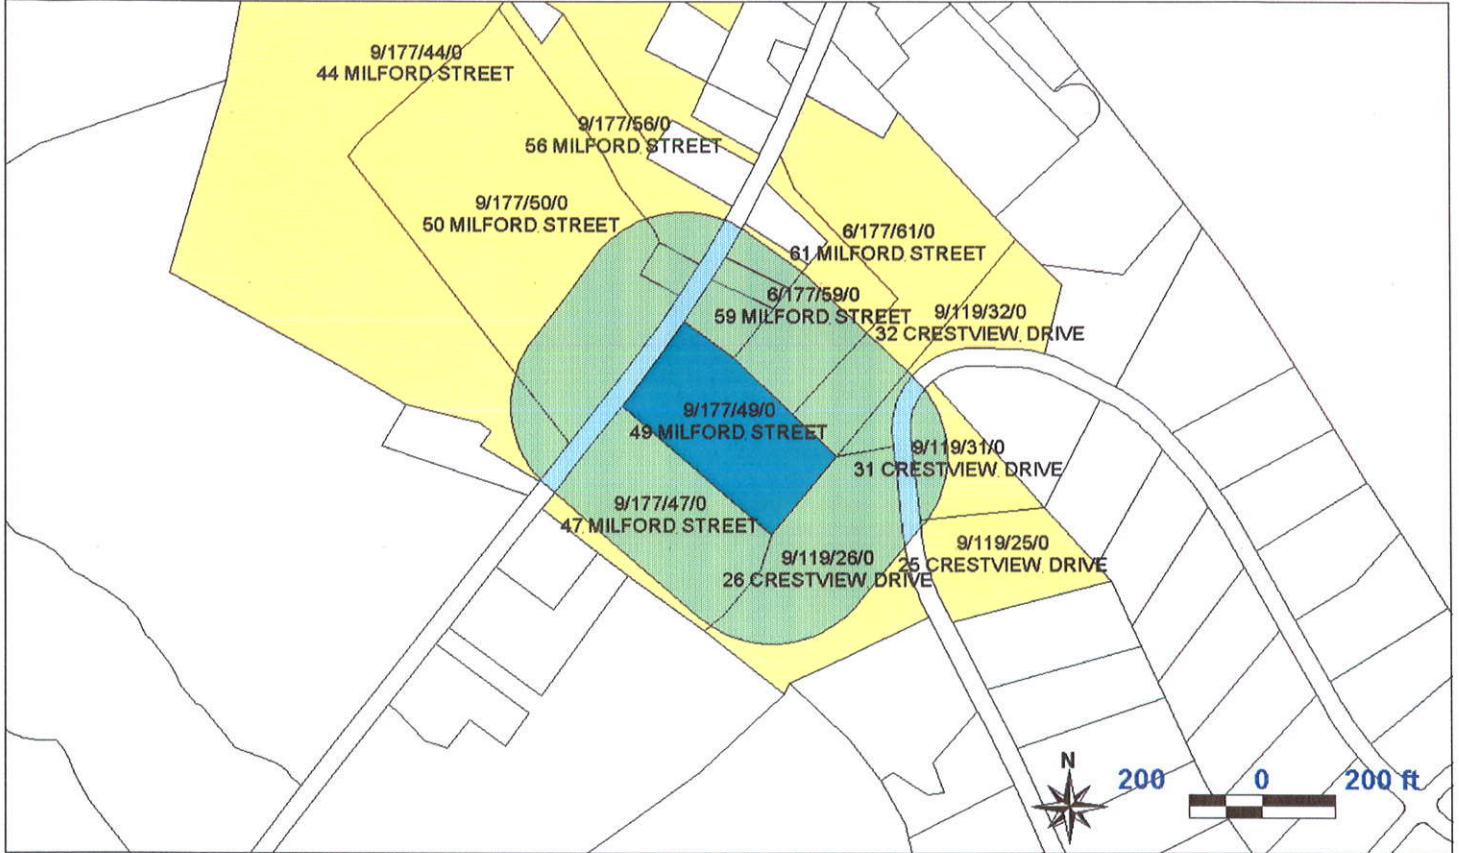 9/177/44/0
44 MILFORD STREET
9/177/56/0
56 MILFORD STREET
9/177/50/0
50 MILFORD STREET
6/177/61/0
61 MILFORD STREET
6/177/59/0
59 MILFORD STREET
9/119/32/0
32 CRESTVIEW DRIVE
9/177/49/0
49 MILFORD STREET
9/119/31/0
31 CRESTVIEW DRIVE
9/177/47/0
47 MILFORD STREET
9/119/26/0
26 CRESTVIEW DRIVE
9/119/25/0
25 CRESTVIEW DRIVE
N
200 0 200 ft